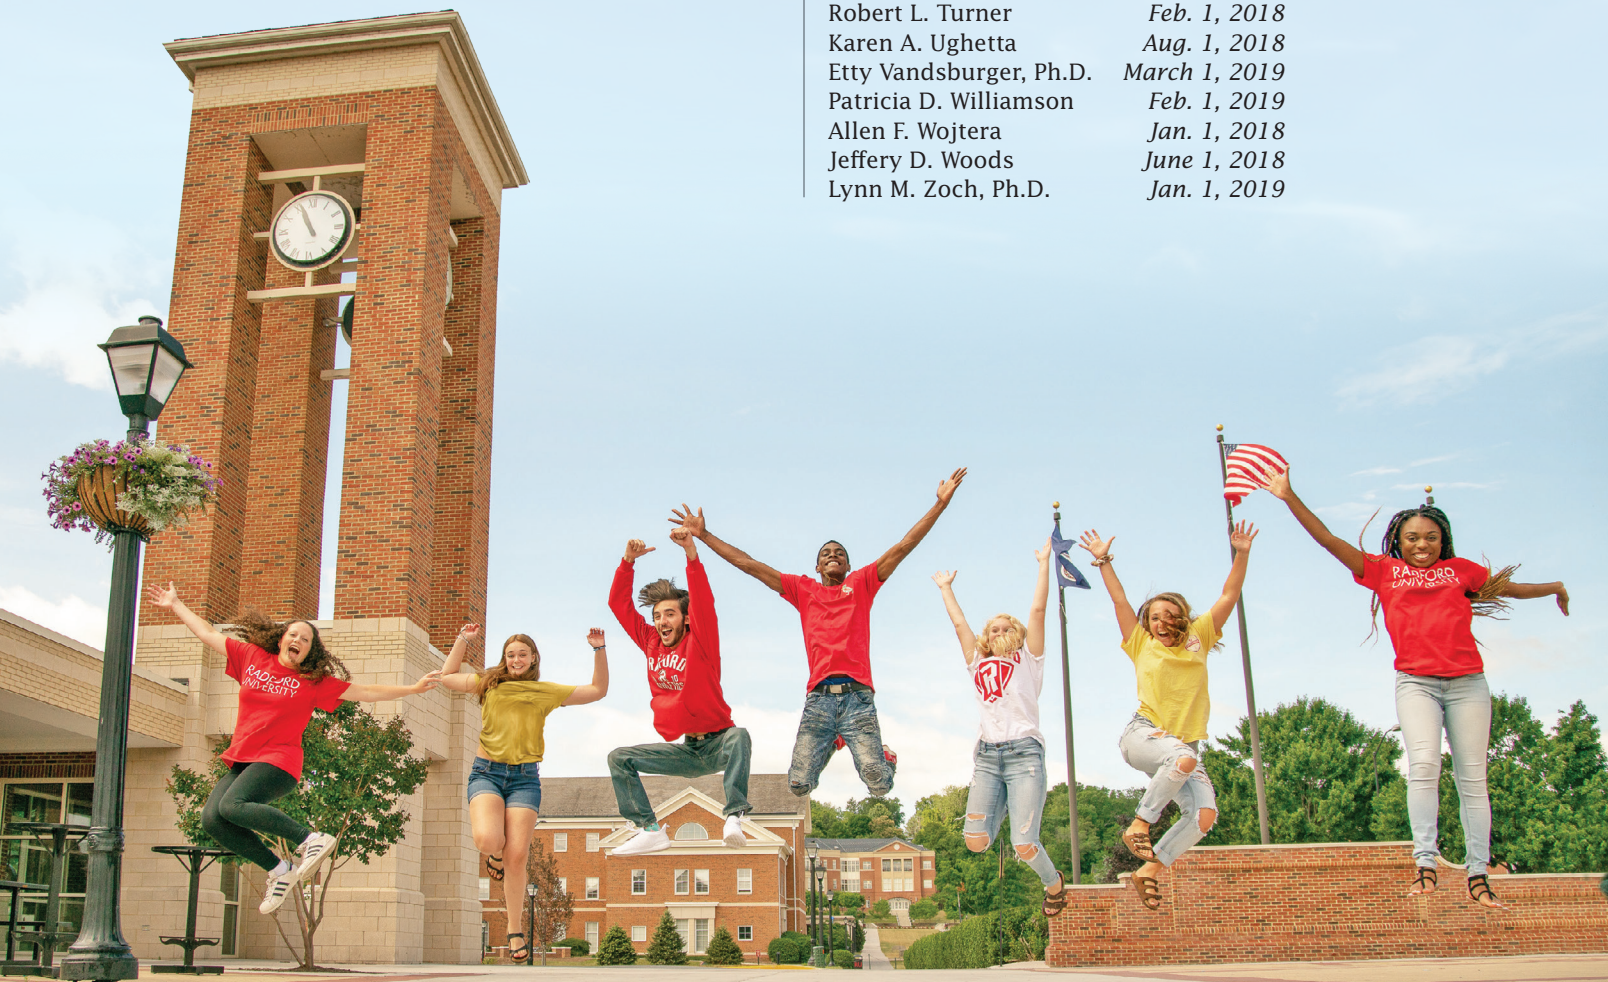 Robert L. Turner Feb. 1, 2018
Karen A. Ughetta Aug. 1, 2018
Etty Vandsburger, Ph.D. March 1, 2019
Patricia D. Williamson Feb. 1, 2019
Allen F. Wojtera Jan. 1, 2018
Jeffery D. Woods June 1, 2018
Lynn M. Zoch, Ph.D. Jan. 1, 2019
RADFORD
UNIVERSITY
R
RADFORD
UNIVERSITY